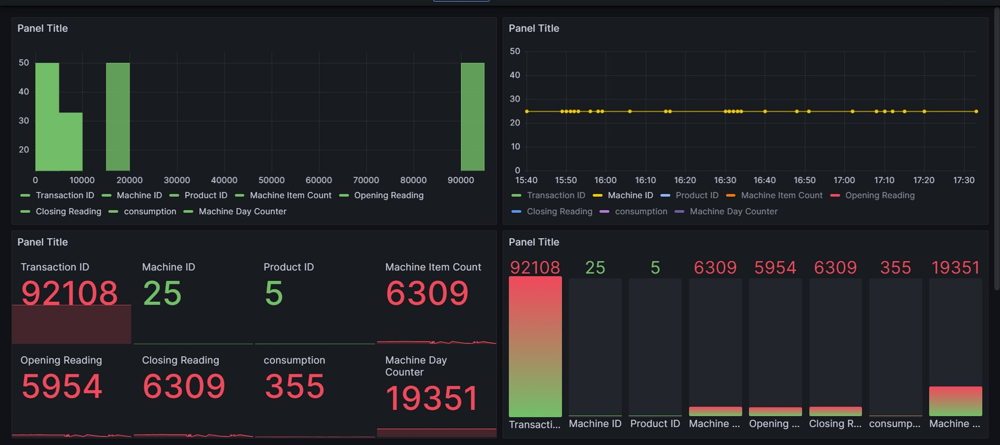 Panel Title
50
40
30
20
0 10000 20000 30000 40000 50000 60000 70000 80000 90000
Transaction ID Machine ID Product ID Machine Item Count Opening Reading
Closing Reading consumption Machine Day Counter
Panel Title
50
40
30
20
10
0
15:40 15:50 16:00 16:10 16:20 16:30 16:40 16:50 17:00 17:10 17:20 17:30
Transaction ID Machine ID Product ID Machine Item Count Opening Reading
Closing Reading consumption Machine Day Counter
Panel Title
Transaction ID Machine ID Product ID Machine Item Count
92108 25 5 6309
Opening Reading Closing Reading consumption Machine Day
Counter
5954 6309 355 19351
Panel Title
92108 25 5 6309 5954 6309 355 19351
Transacti... Machine ID Product ID Machine ... Opening ... Closing R... consump... Machine ...